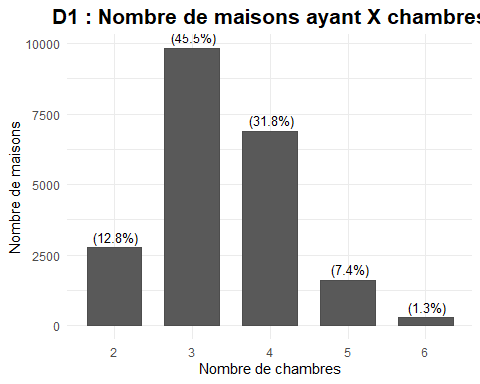 D1 : Nombre de maisons ayant X chambres
(45.5%)
(31.8%)
(12.8%)
(7.4%)
(1.3%)
10000
7500
5000
2500
0
Nombre de maisons
2 3 4 5 6
Nombre de chambres